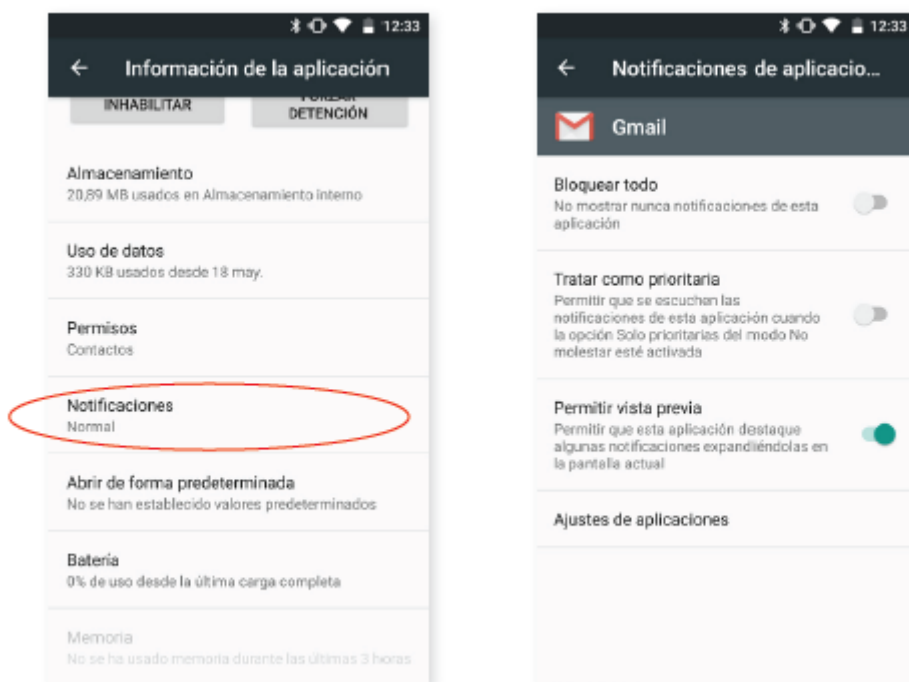 12:33
Información de la aplicación
INHABILITAR
FORZAR
DETENCIÓN
Almacenamiento
20,89 MB usados en Almacenamiento interno
Uso de datos
330 KB usados desde 18 may.
Permisos
Contactos
Notificaciones
Normal
Abrir de forma predeterminada
No se han establecido valores predeterminados
Batería
0% de uso desde la última carga completa
Memoria
No se ha usado memoria durante las últimas 3 horas
12:33
Notificaciones de aplicacio...
Gmail
Bloquear todo
No mostrar nunca notificaciones de esta
aplicación
Tratar como prioritaria
Permitir que se escuchen las
notificaciones de esta aplicación cuando
la opción Solo prioritarias del modo No
molestar esté activada
Permitir vista previa
Permitir que esta aplicación destaque
algunas notificaciones expandiéndolas en
la pantalla actual
Ajustes de aplicaciones